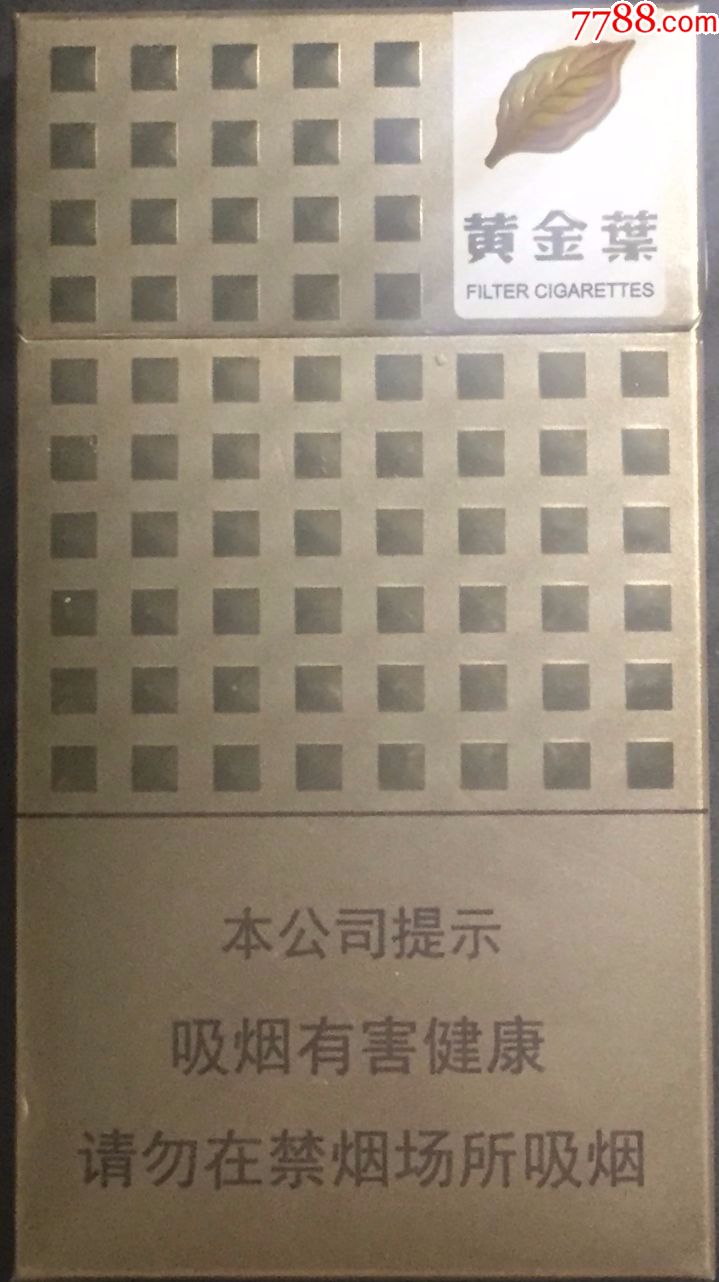 7788.com
黄金葉
FILTER CIGARETTES
本公司提示
吸烟有害健康
请勿在禁烟场所吸烟